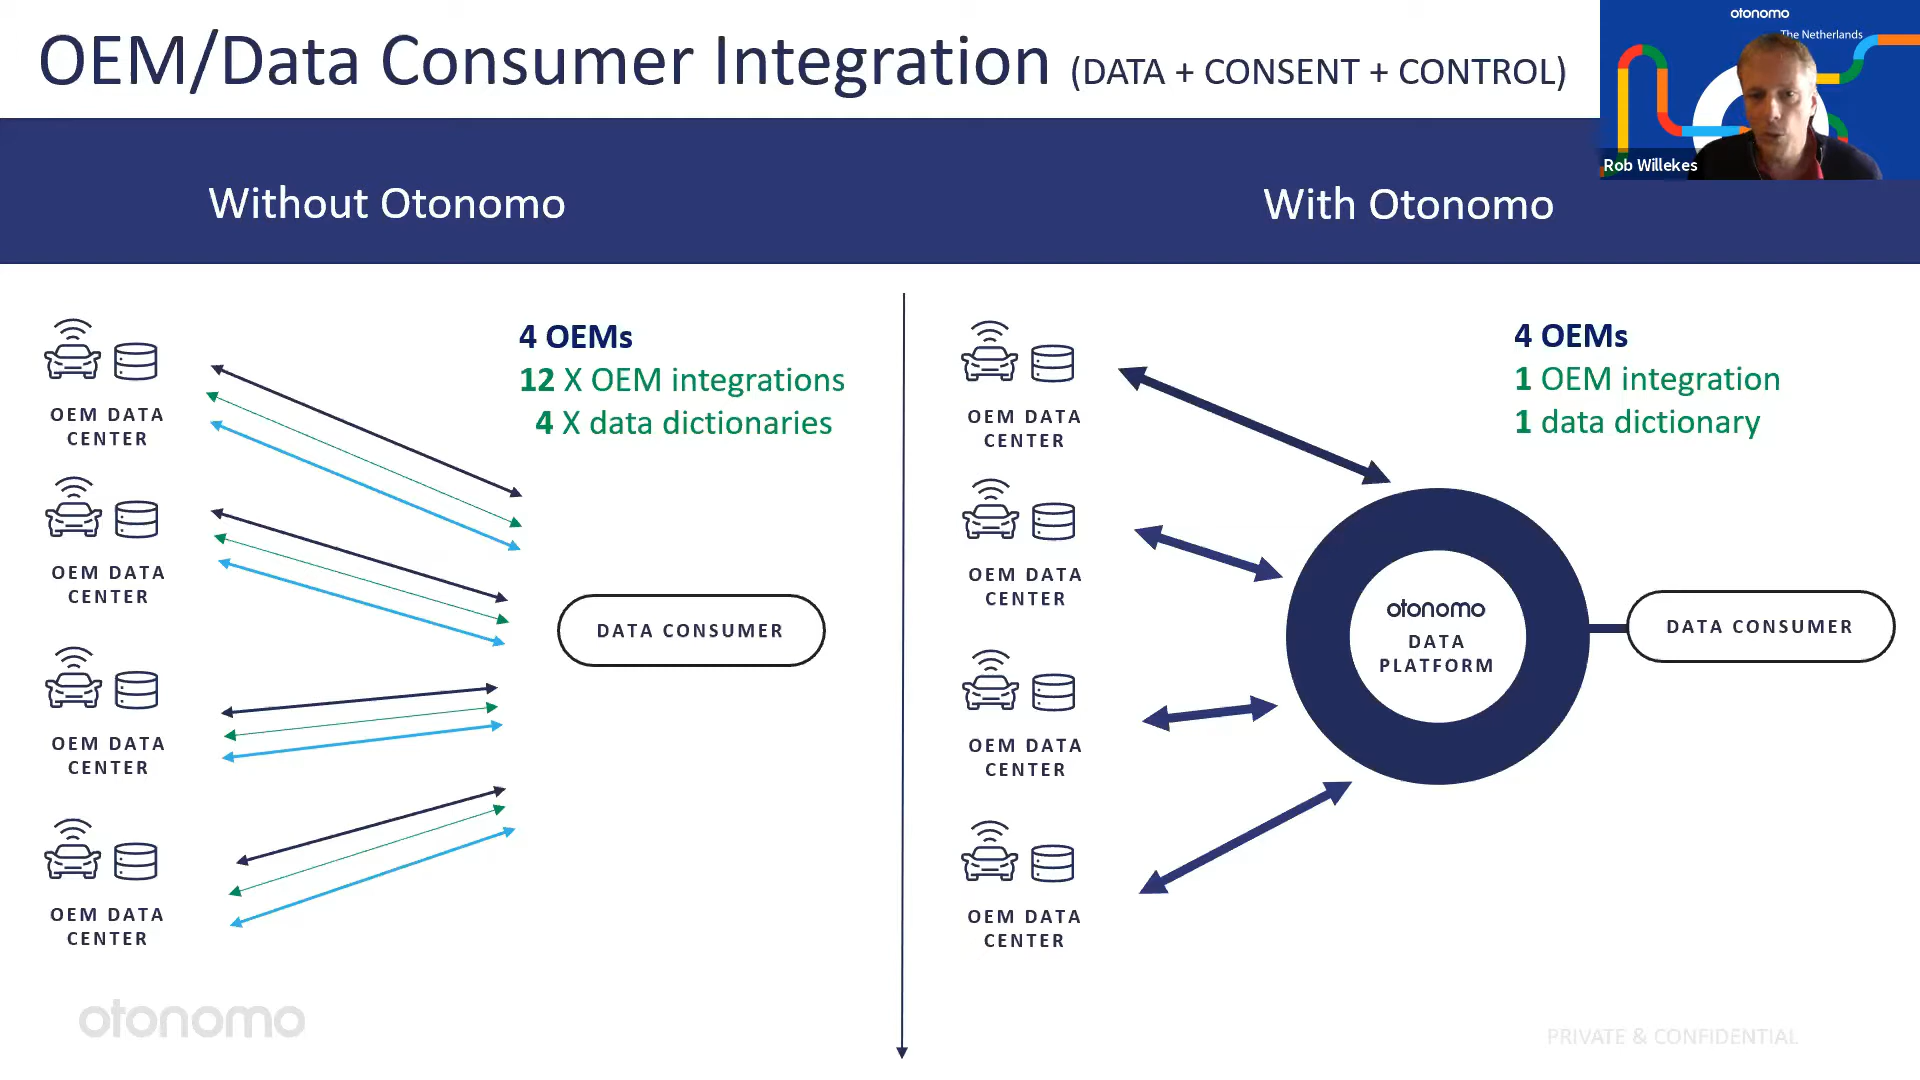 OEM/Data Consumer Integration (DATA + CONSENT + CONTROL)
otonomo
The Netherlands
Rob Willekes
Without Otonomo
With Otonomo
4 OEMs
12 X OEM integrations
4 X data dictionaries
OEM DATA
CENTER
OEM DATA
CENTER
OEM DATA
CENTER
OEM DATA
CENTER
DATA CONSUMER
4 OEMs
1 OEM integration
1 data dictionary
OEM DATA
CENTER
OEM DATA
CENTER
OEM DATA
CENTER
OEM DATA
CENTER
otonomo
DATA
PLATFORM
DATA CONSUMER
otonomo
PRIVATE & CONFIDENTIAL